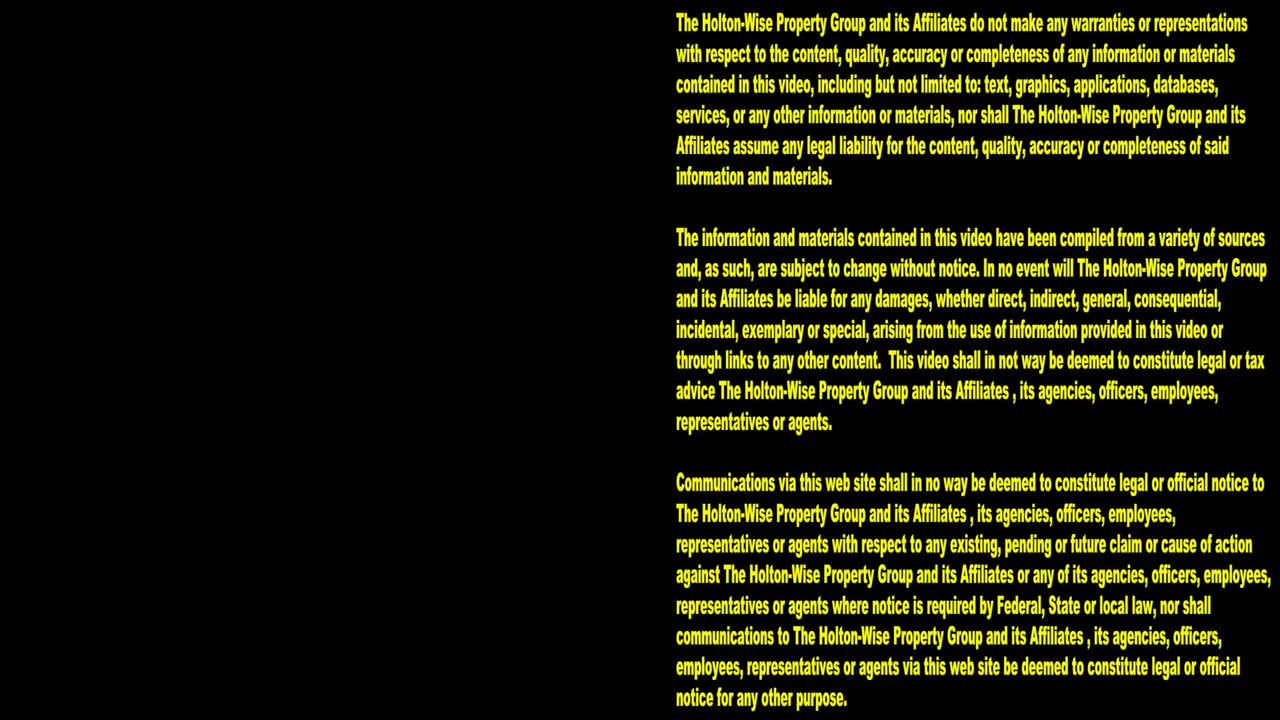 The Holton-Wise Property Group and its Affiliates do not make any warranties or representations
with respect to the content, quality, accuracy or completeness of any information or materials
contained in this video, including but not limited to: text, graphics, applications, databases,
services, or any other information or materials, nor shall The Holton-Wise Property Group and its
Affiliates assume any legal liability for the content, quality, accuracy or completeness of said
information and materials.
The information and materials contained in this video have been compiled from a variety of sources
and, as such, are subject to change without notice. In no event will The Holton-Wise Property Group
and its Affiliates be liable for any damages, whether direct, indirect, general, consequential,
incidental, exemplary or special, arising from the use of information provided in this video or
through links to any other content.  This video shall in not way be deemed to constitute legal or tax
advice The Holton-Wise Property Group and its Affiliates , its agencies, officers, employees,
representatives or agents.
Communications via this web site shall in no way be deemed to constitute legal or official notice to
The Holton-Wise Property Group and its Affiliates , its agencies, officers, employees,
representatives or agents with respect to any existing, pending or future claim or cause of action
against The Holton-Wise Property Group and its Affiliates or any of its agencies, officers, employees,
representatives or agents where notice is required by Federal, State or local law, nor shall
communications to The Holton-Wise Property Group and its Affiliates , its agencies, officers,
employees, representatives or agents via this web site be deemed to constitute legal or official
notice for any other purpose.